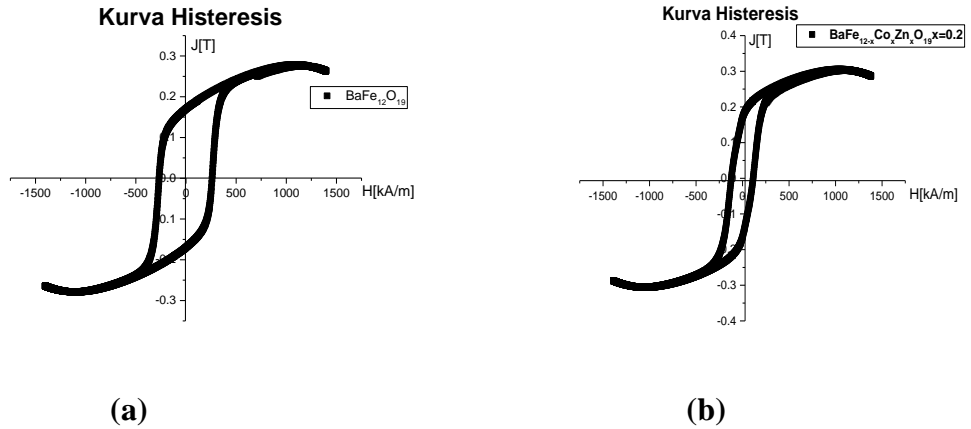 Kurva Histeresis
J[T]
0.3
0.2
0.1
0.0
-1500 -1000 -500 0 500 1000 1500
H[kA/m]
-0.1
-0.2
-0.3
BaFe12O19
(a)
Kurva Histeresis
J[T]
BaFe12-xCoxZnxO19x=0.2
0.4
0.3
0.2
0.1
0.0
-1500 -1000 -500 0 500 1000 1500
H[kA/m]
-0.1
-0.2
-0.3
-0.4
(b)